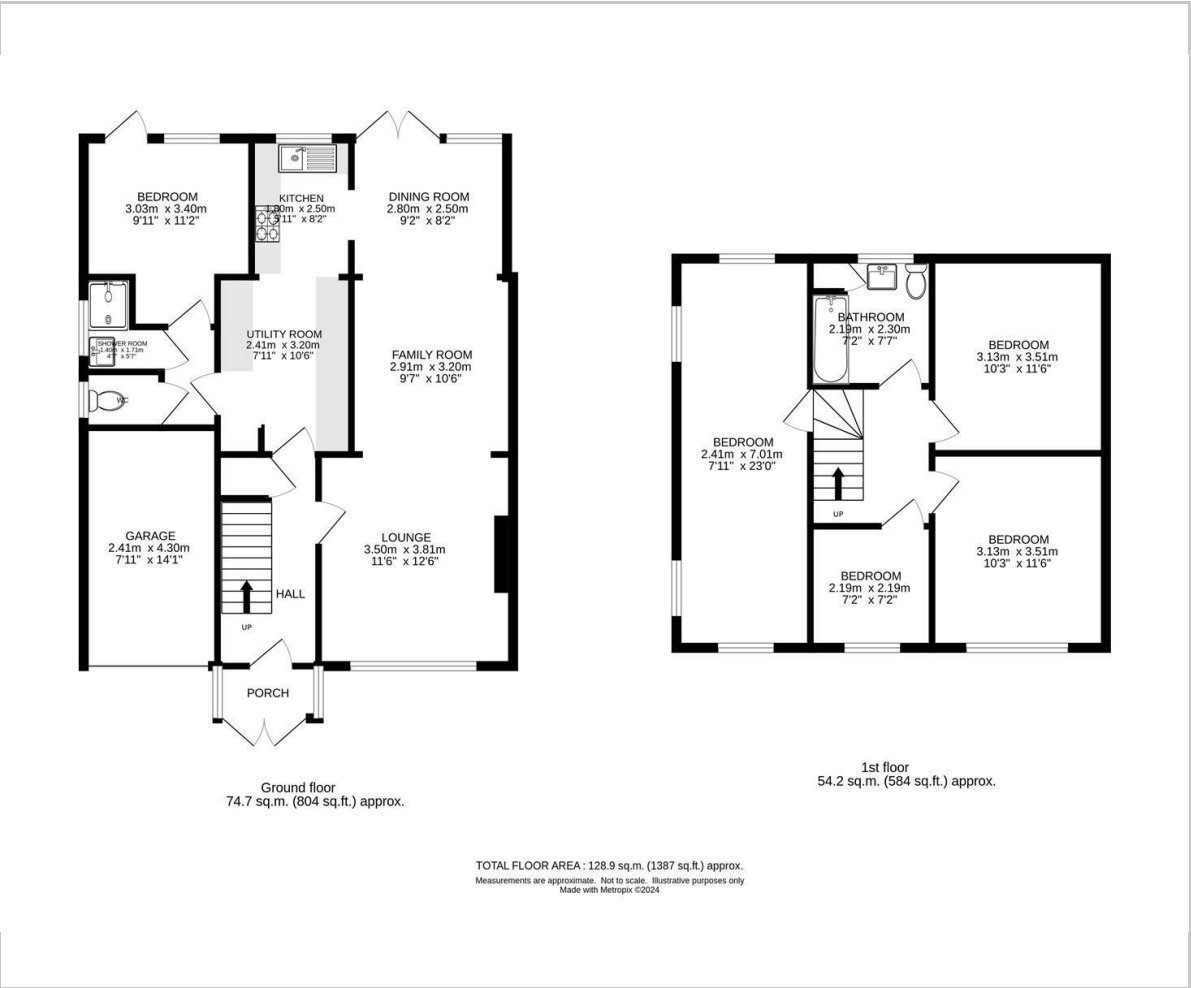 BEDROOM
3.03m x 3.40m
9'11" x 11'2"
KITCHEN
1.80m x 2.50m
5'11" x 8'2"
DINING ROOM
2.80m x 2.50m
9'2" x 8'2"
SHOWER ROOM
1.40m x 1.71m
4'7" x 5'7"
WC
UTILITY ROOM
2.41m x 3.20m
7'11" x 10'6"
FAMILY ROOM
2.91m x 3.20m
9'7" x 10'6"
GARAGE
2.41m x 4.30m
7'11" x 14'1"
HALL
UP
LOUNGE
3.50m x 3.81m
11'6" x 12'6"
PORCH
Ground floor
74.7 sq.m. (804 sq.ft.) approx.
BATHROOM
2.19m x 2.30m
7'2" x 7'7"
BEDROOM
3.13m x 3.51m
10'3" x 11'6"
BEDROOM
2.41m x 7.01m
7'11" x 23'0"
UP
BEDROOM
2.19m x 2.19m
7'2" x 7'2"
BEDROOM
3.13m x 3.51m
10'3" x 11'6"
1st floor
54.2 sq.m. (584 sq.ft.) approx.
TOTAL FLOOR AREA : 128.9 sq.m. (1387 sq.ft.) approx.
Measurements are approximate. Not to scale. Illustrative purposes only
Made with Metropix ©2024